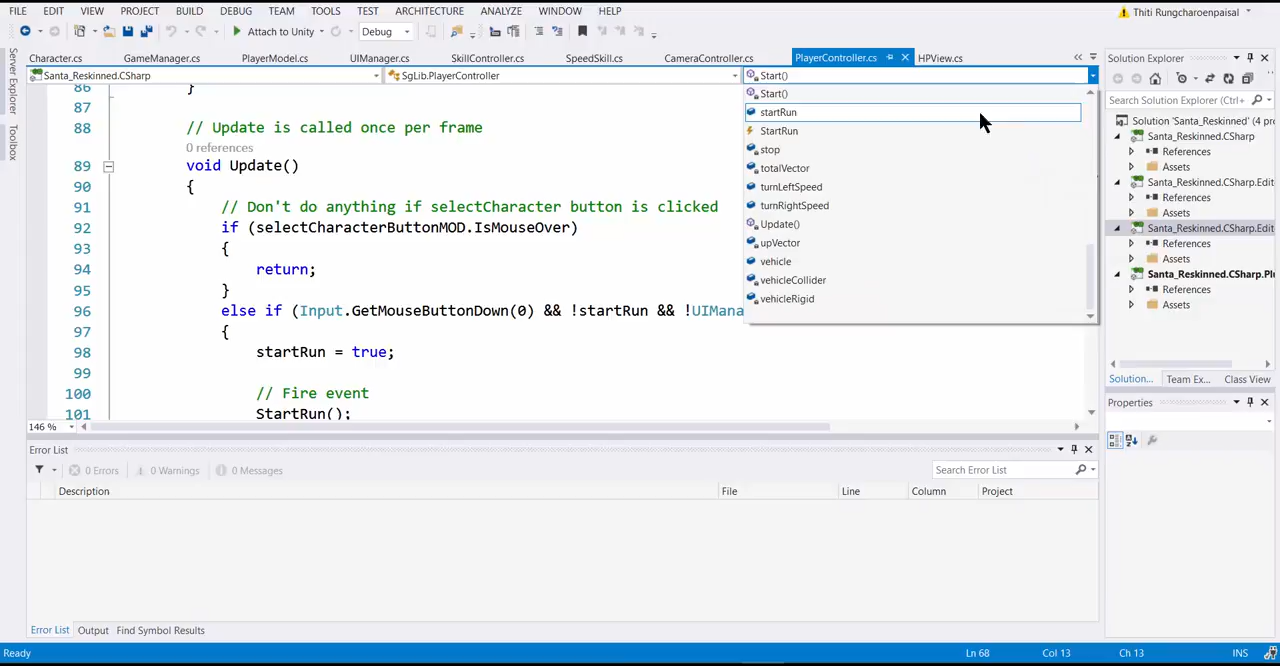 FILE EDIT VIEW PROJECT BUILD DEBUG TEAM TOOLS TEST ARCHITECTURE ANALYZE WINDOW HELP Thiti Rungcharoenpaisal
Attach to Unity Debug
Character.cs GameManager.cs PlayerModel.cs UIManager.cs SkillController.cs SpeedSkill.cs CameraController.cs PlayerController.cs HPView.cs
Santa_Reskinned.CSharp SgLib.PlayerController Start()
Server Explorer
Toolbox
86 }
87
88 // Update is called once per frame
0 references
89 void Update()
90 {
91 // Don't do anything if selectCharacter button is clicked
92 if (selectCharacterButtonMOD.IsMouseOver)
93 {
94 return;
95 }
96 else if (Input.GetMouseButtonDown(0) && !startRun && !UIMana
97 {
98 startRun = true;
99
100 // Fire event
101 StartRun();
Start()
startRun
StartRun
stop
totalVector
turnLeftSpeed
turnRightSpeed
Update()
upVector
vehicle
vehicleCollider
vehicleRigid
146 %
Solution Explorer
Search Solution Explorer (Ctrl+
Solution 'Santa_Reskinned' (4 pr
Santa_Reskinned.CSharp
References
Assets
Santa_Reskinned.CSharp.Edit
References
Assets
Santa_Reskinned.CSharp.Edit
References
Assets
Santa_Reskinned.CSharp.Plu
References
Assets
Solution... Team Ex... Class View
Properties
Error List
0 Errors 0 Warnings 0 Messages Search Error List
Description File Line Column Project
Error List Output Find Symbol Results
Ready Ln 68 Col 13 Ch 13 INS